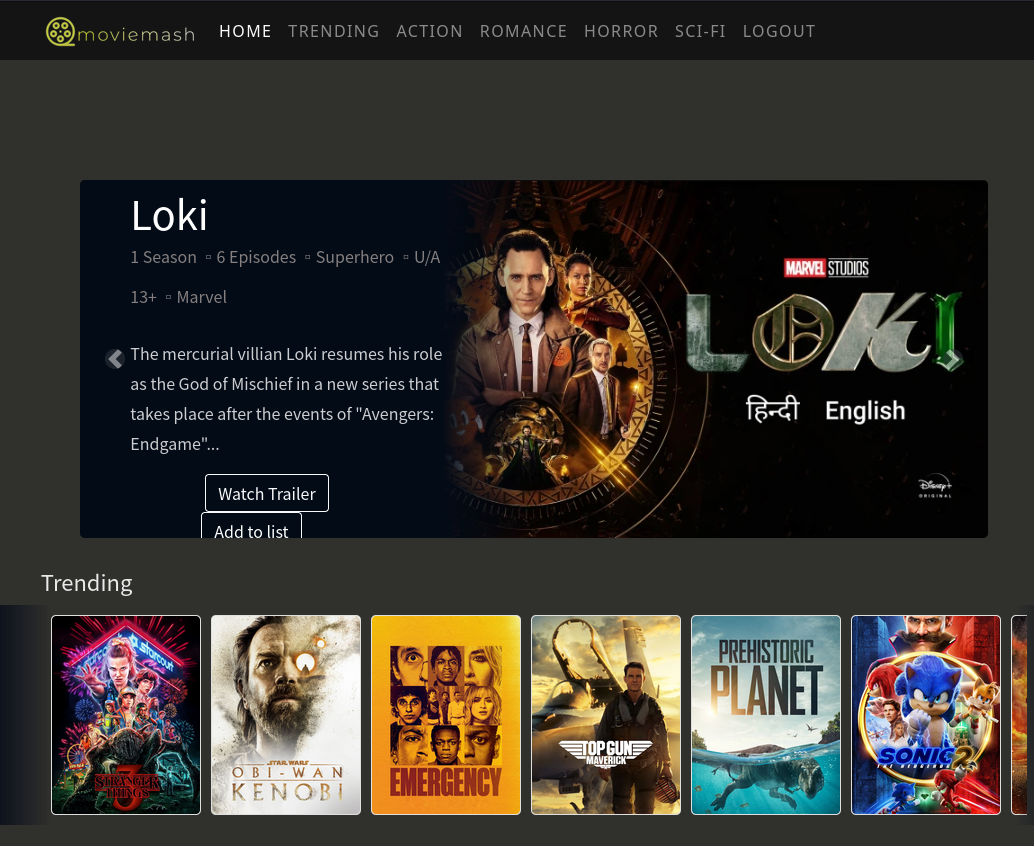 moviemash HOME TRENDING ACTION ROMANCE HORROR SCI-FI LOGOUT
Loki
1 Season ▫ 6 Episodes ▫ Superhero ▫ U/A
13+ ▫ Marvel
The mercurial villian Loki resumes his role
as the God of Mischief in a new series that
takes place after the events of "Avengers:
Endgame"...
Watch Trailer
Add to list
MARVEL STUDIOS
LOKI
हिन्दी English
Disney+
ORIGINAL
Trending
starcourt
STRANGER
THINGS
3
STAR WARS
OBI-WAN
KENOBI
EMERGENCY
TOP GUN
MAVERICK
PREHISTORIC
PLANET
SONIC 2